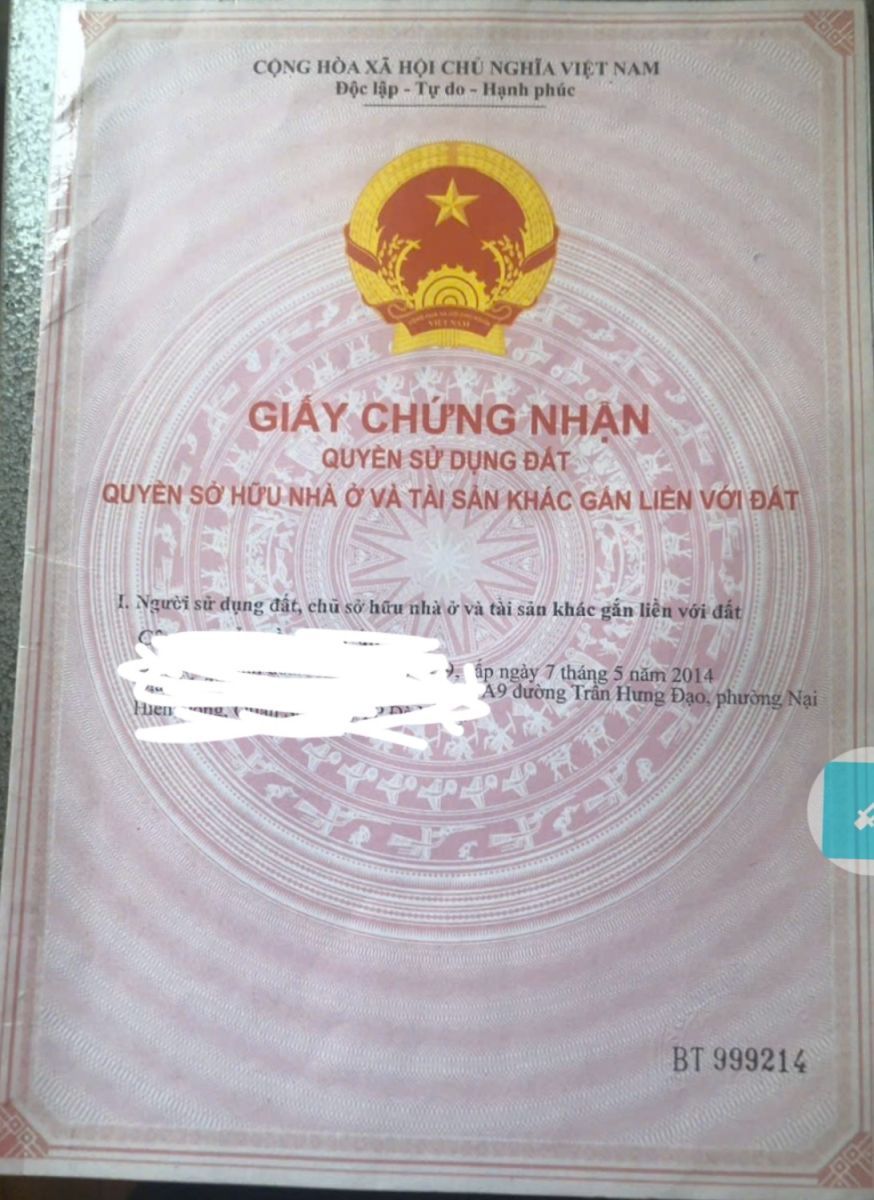 CỘNG HÒA XÃ HỘI CHỦ NGHĨA VIỆT NAM
Độc lập - Tự do - Hạnh phúc
VIỆT NAM
GIẤY CHỨNG NHẬN
QUYỀN SỬ DỤNG ĐẤT
QUYỀN SỞ HỮU NHÀ Ở VÀ TÀI SẢN KHÁC GẮN LIỀN VỚI ĐẤT
I. Người sử dụng đất, chủ sở hữu nhà ở và tài sản khác gắn liền với đất
ngày 7 tháng 5 năm 2014
A9 đường Trần Hưng Đạo, phường Nại
BT 999214